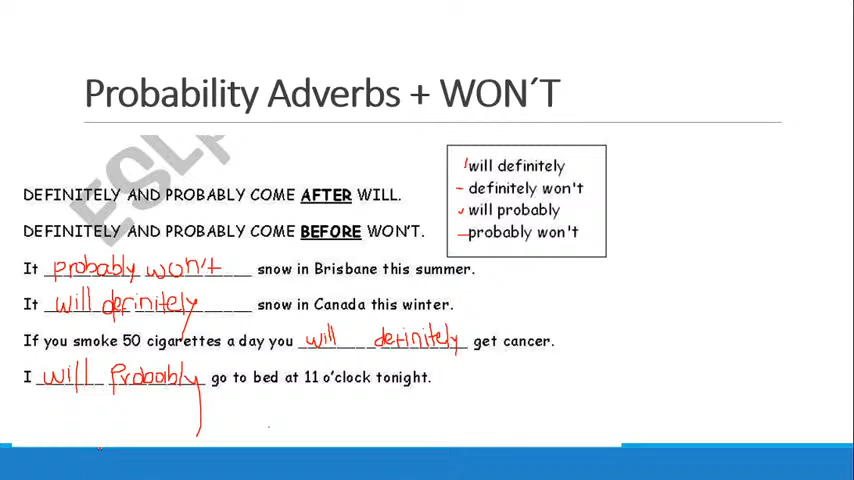 Probability Adverbs + WON´T
will definitely
definitely won't
will probably
probably won't
DEFINITELY AND PROBABLY COME AFTER WILL.
DEFINITELY AND PROBABLY COME BEFORE WON'T.
It probably won't snow in Brisbane this summer.
It will definitely snow in Canada this winter.
If you smoke 50 cigarettes a day you will definitely get cancer.
I will Probably go to bed at 11 o'clock tonight.